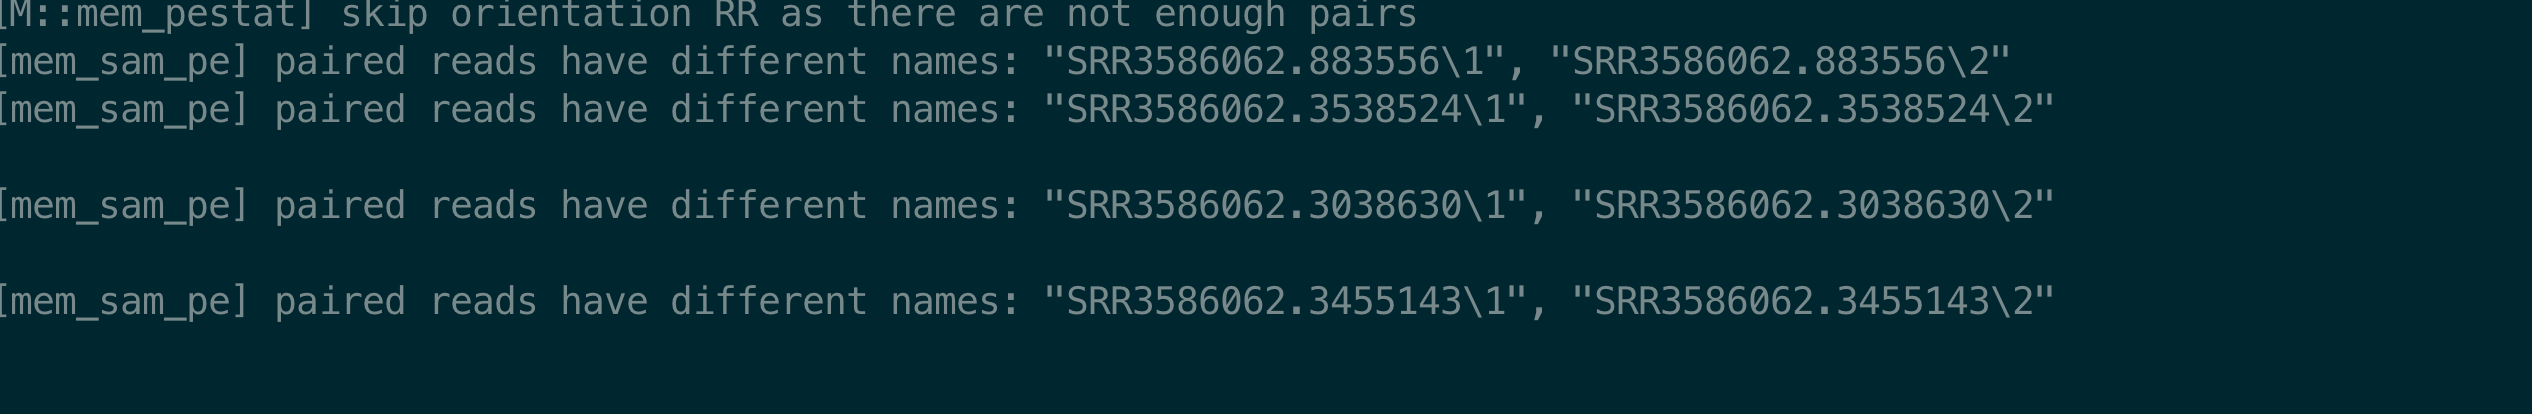 [M::mem_pestat] skip orientation RR as there are not enough pairs
[mem_sam_pe] paired reads have different names: "SRR3586062.883556\1", "SRR3586062.883556\2"
[mem_sam_pe] paired reads have different names: "SRR3586062.3538524\1", "SRR3586062.3538524\2"
[mem_sam_pe] paired reads have different names: "SRR3586062.3038630\1", "SRR3586062.3038630\2"
[mem_sam_pe] paired reads have different names: "SRR3586062.3455143\1", "SRR3586062.3455143\2"